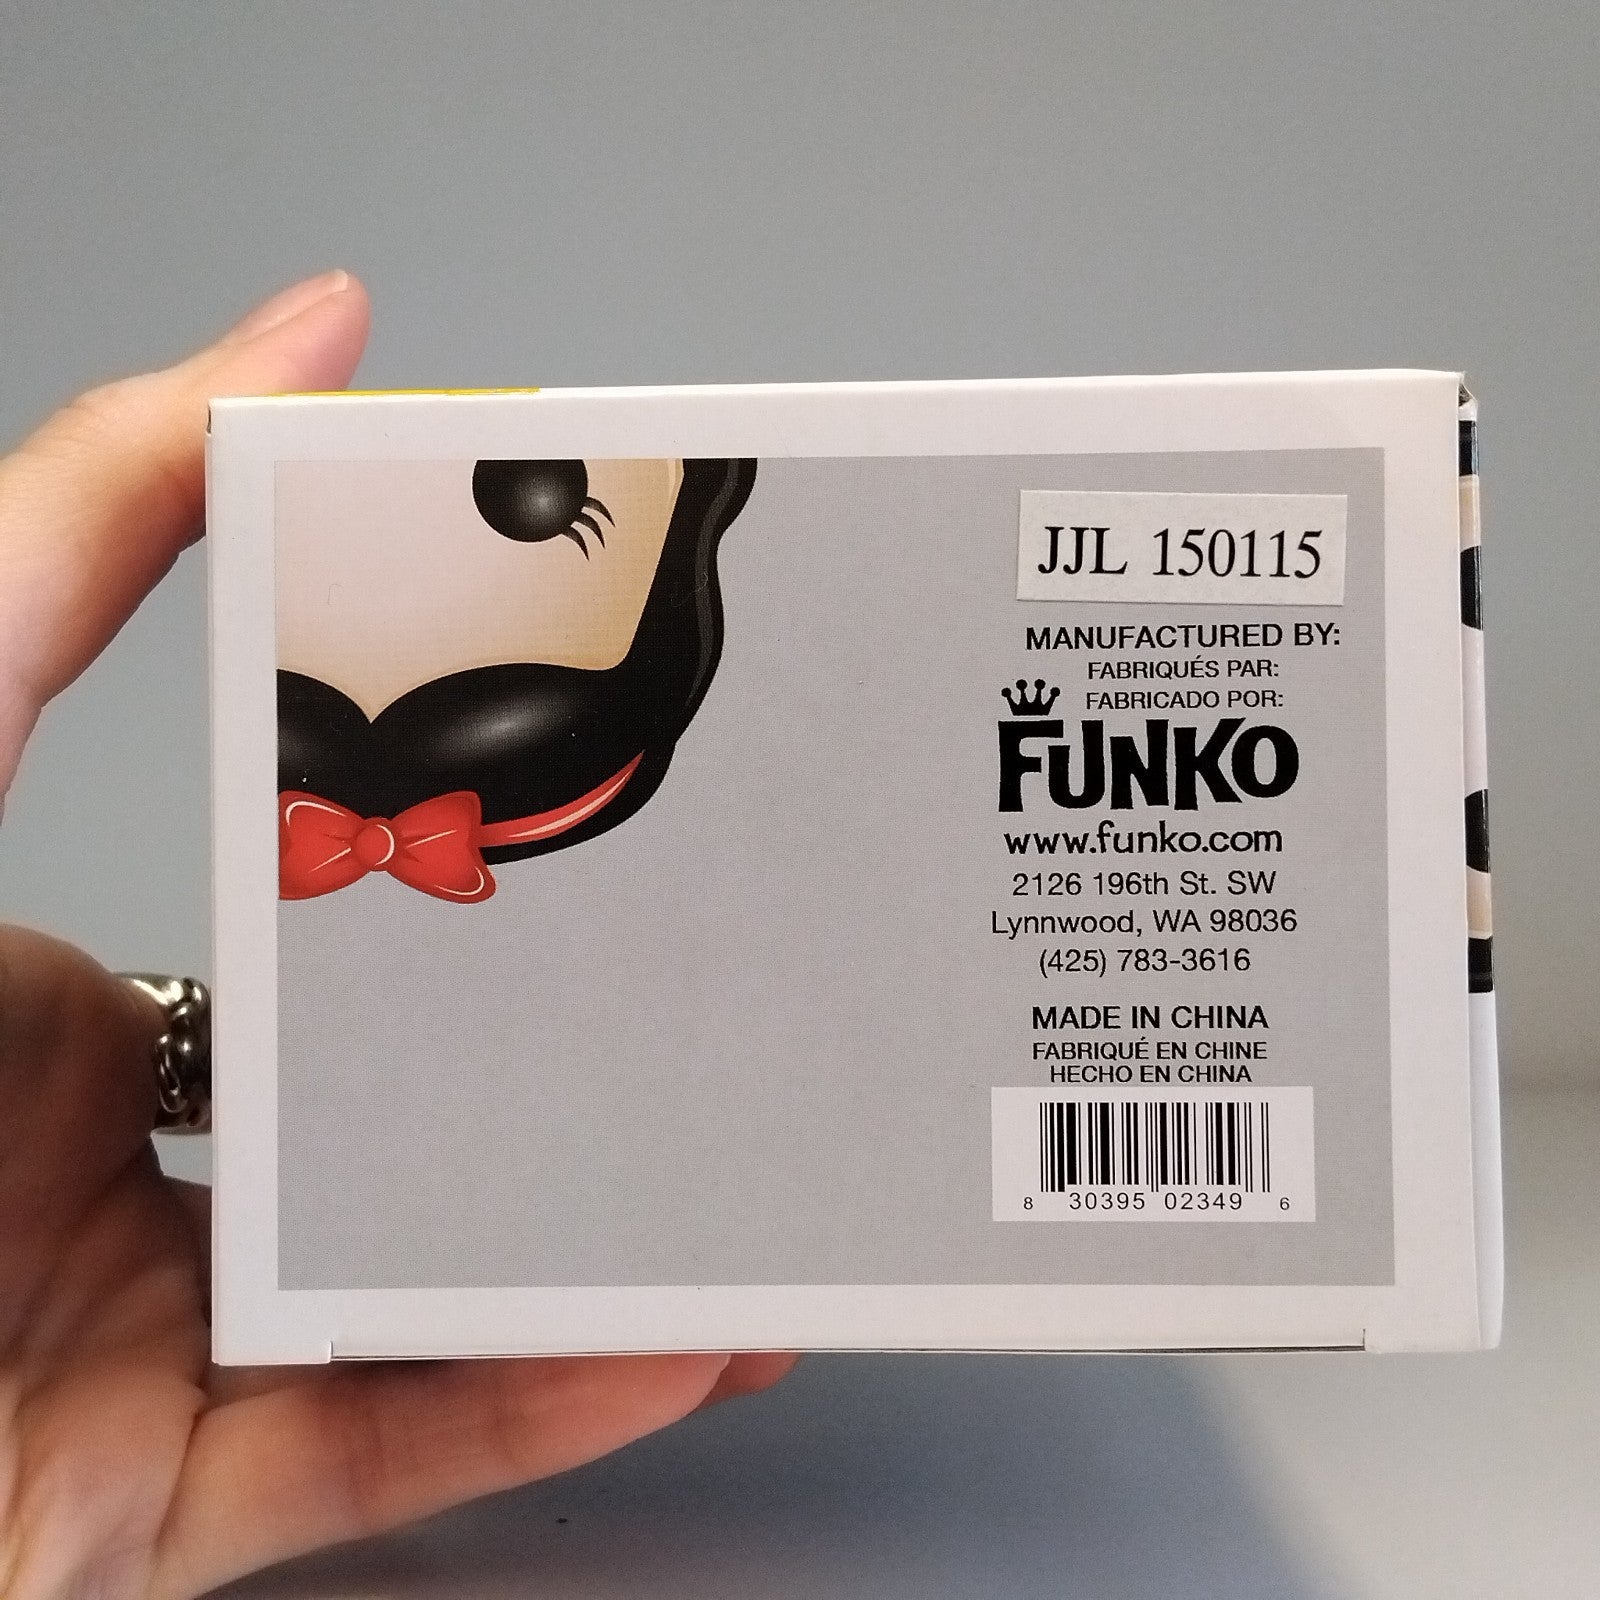 JJL 150115
MANUFACTURED BY:
FABRIQUÉS PAR:
FABRICADO POR:
FUNKO
www.funko.com
2126 196th St. SW
Lynnwood, WA 98036
(425) 783-3616
MADE IN CHINA
FABRIQUÉ EN CHINE
HECHO EN CHINA
8 30395 02349 6